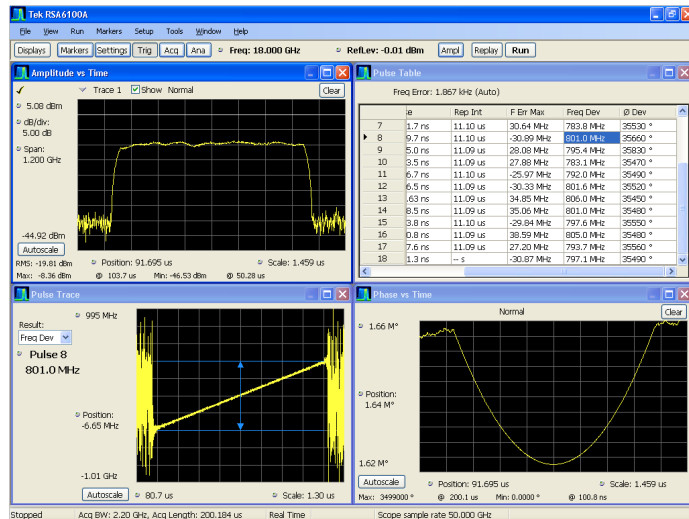 Tek RSA6100A
File View Run Markers Setup Tools Window Help
Displays Markers Settings Trig Acq Ana Freq: 18.000 GHz RefLev: -0.01 dBm Ampl Replay Run
Amplitude vs Time
Trace 1 Show Normal Clear
5.08 dBm
dB/div:
5.00 dB
Span:
1.200 GHz
-44.92 dBm
Autoscale
Position: 91.695 us Scale: 1.459 us
RMS: -19.81 dBm
Max: -8.36 dBm @ 103.7 us Min: -46.53 dBm @ 50.28 us
Pulse Table
Freq Error: 1.867 kHz (Auto)
e Rep Int F Err Max Freq Dev Ø Dev
7 1.7 ns 11.10 us 30.64 MHz 783.8 MHz 35530 °
8 9.7 ns 11.10 us -30.89 MHz 801.0 MHz 35660 °
9 5.0 ns 11.09 us 28.08 MHz 795.4 MHz 35830 °
10 3.5 ns 11.09 us 27.88 MHz 783.1 MHz 35470 °
11 6.7 ns 11.10 us -25.97 MHz 792.0 MHz 35490 °
12 6.5 ns 11.09 us -30.33 MHz 801.6 MHz 35520 °
13 .63 ns 11.09 us 34.85 MHz 806.0 MHz 35450 °
14 8.5 ns 11.09 us 35.06 MHz 801.0 MHz 35480 °
15 3.8 ns 11.10 us -29.84 MHz 797.6 MHz 35550 °
16 0.8 ns 11.09 us 38.59 MHz 805.0 MHz 35480 °
17 7.6 ns 11.09 us 27.20 MHz 793.7 MHz 35560 °
18 1.3 ns -- s -30.87 MHz 797.1 MHz 35490 °
Pulse Trace
995 MHz
Result:
Freq Dev
Pulse 8
801.0 MHz
Position:
-6.65 MHz
-1.01 GHz
Autoscale 80.7 us Scale: 1.30 us
Phase vs Time
Normal Clear
1.66 M°
Position:
1.64 M°
1.62 M°
Autoscale Position: 91.695 us Scale: 1.459 us
Max: 3499000 ° @ 200.1 us Min: 0.0000 ° @ 100.8 ns
Stopped Acq BW: 2.20 GHz, Acq Length: 200.184 us Real Time Scope sample rate 50.000 GHz